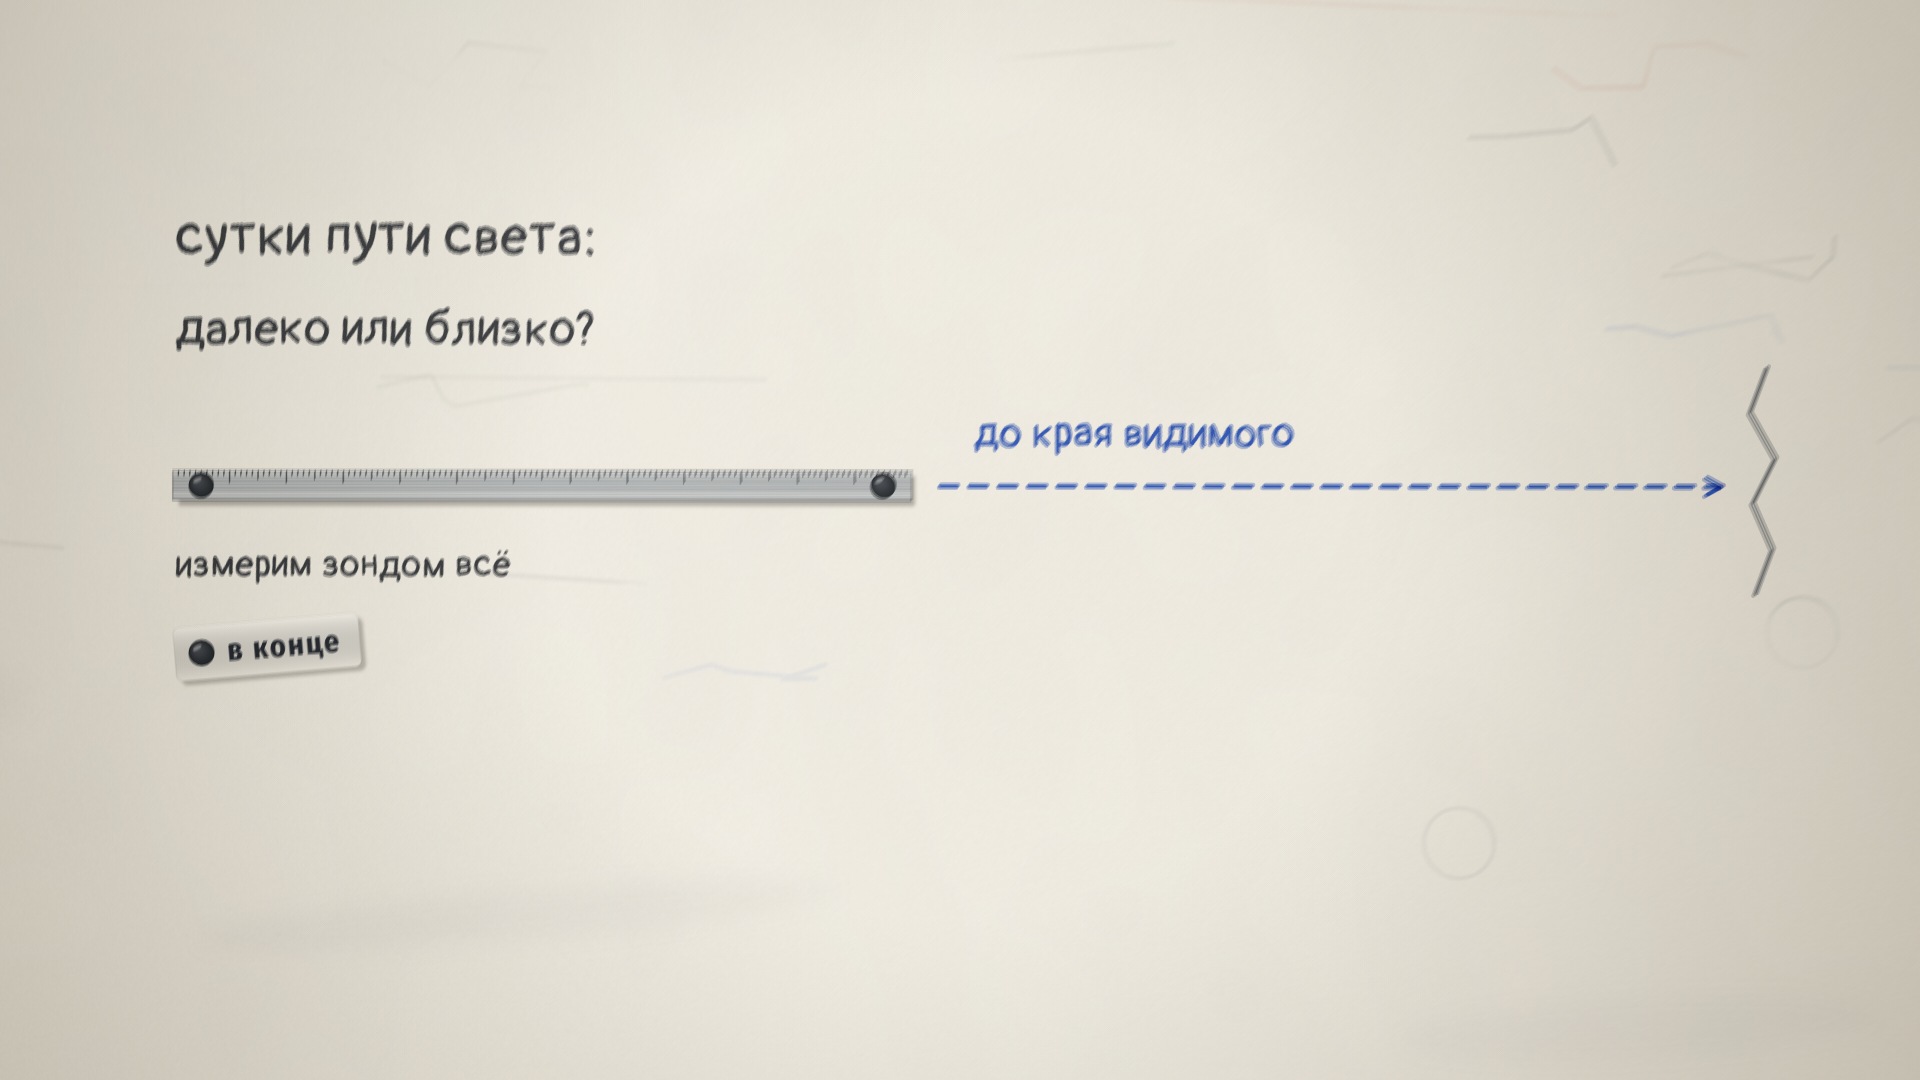 сутки пути света:
далеко или близко?
до края видимого
измерим зондом всё
в конце